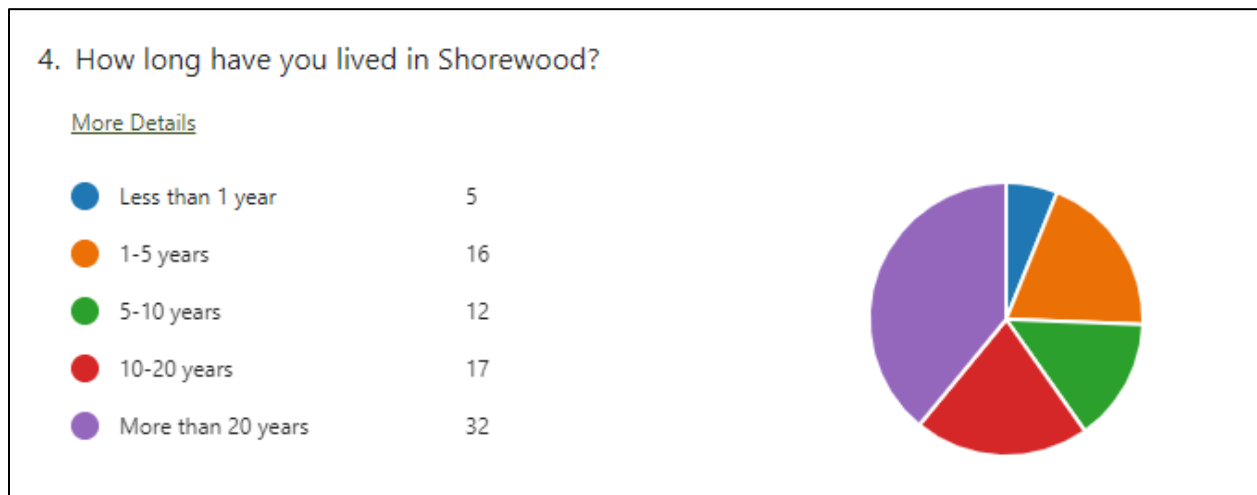 4. How long have you lived in Shorewood?
More Details
Less than 1 year 5
1-5 years 16
5-10 years 12
10-20 years 17
More than 20 years 32